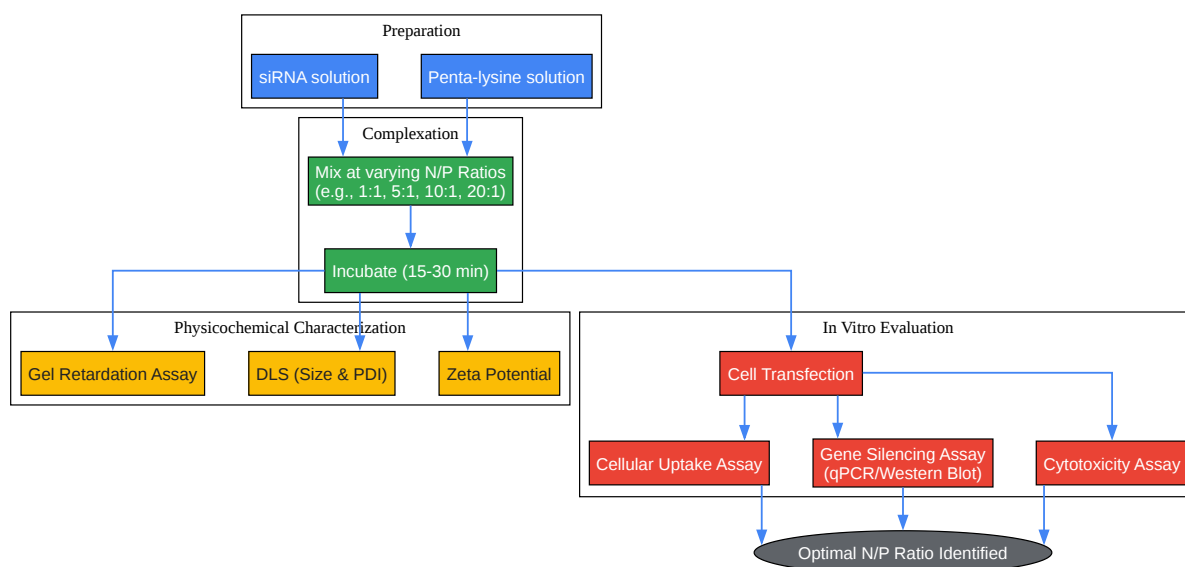 Preparation
siRNA solution
Penta-lysine solution
Complexation
Mix at varying N/P Ratios
(e.g., 1:1, 5:1, 10:1, 20:1)
Incubate (15-30 min)
Physicochemical Characterization
Gel Retardation Assay
DLS (Size & PDI)
Zeta Potential
In Vitro Evaluation
Cell Transfection
Cellular Uptake Assay
Gene Silencing Assay
(qPCR/Western Blot)
Cytotoxicity Assay
Optimal N/P Ratio Identified